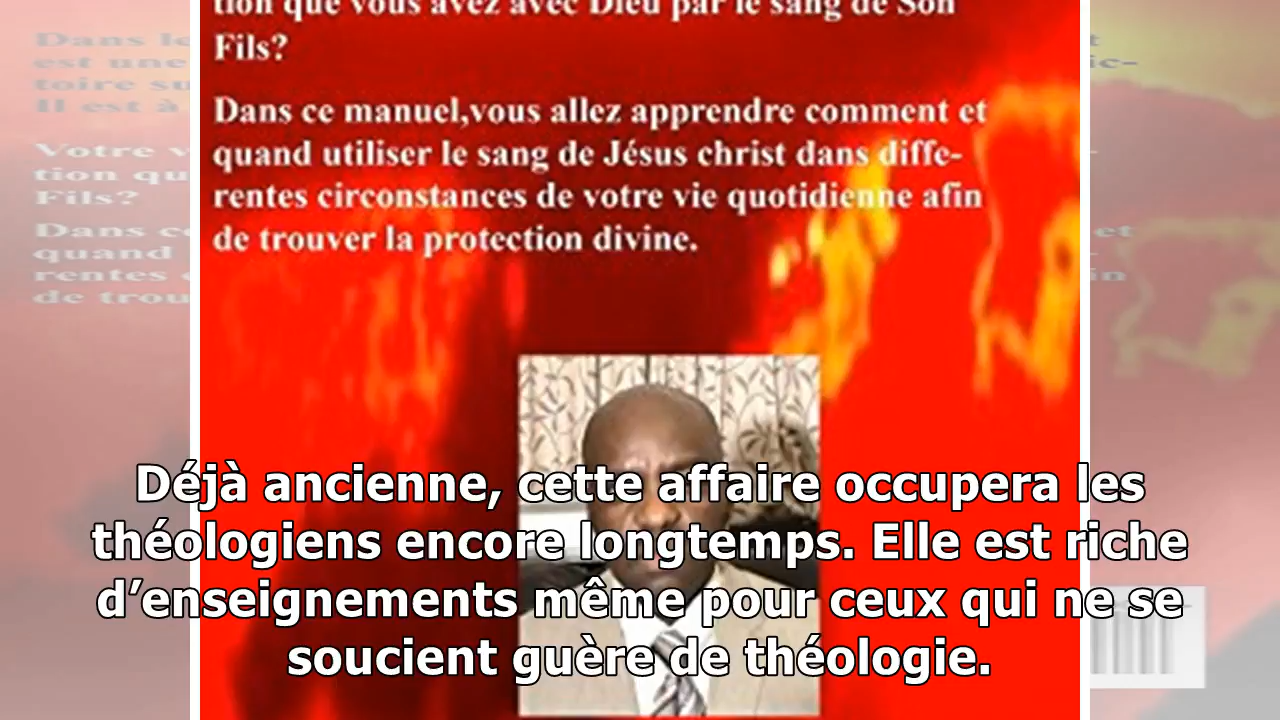 tion que vous avez avec Dieu par le sang de Son
Fils?
Dans ce manuel,vous allez apprendre comment et
quand utiliser le sang de Jésus christ dans diffe-
rentes circonstances de votre vie quotidienne afin
de trouver la protection divine.
Déjà ancienne, cette affaire occupera les
théologiens encore longtemps. Elle est riche
d’enseignements même pour ceux qui ne se
soucient guère de théologie.